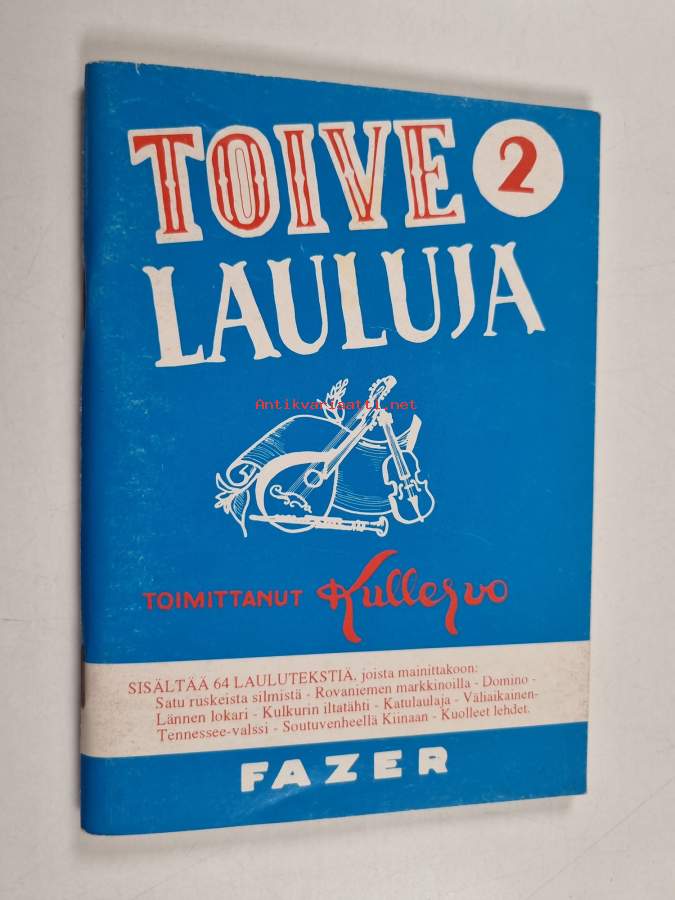 TOIVE 2
LAULUJA
Antikvariaatti.net
TOIMITTANUT Kullervo
SISÄLTÄÄ 64 LAULUTEKSTIÄ, joista mainittakoon:
Satu ruskeista silmistä - Rovaniemen markkinoilla - Domino -
Lännen lokari - Kulkurin iltatähti - Katulaulaja - Väliaikainen-
Tennessee-valssi - Soutuvenheellä Kiinaan - Kuolleet lehdet.
FAZER